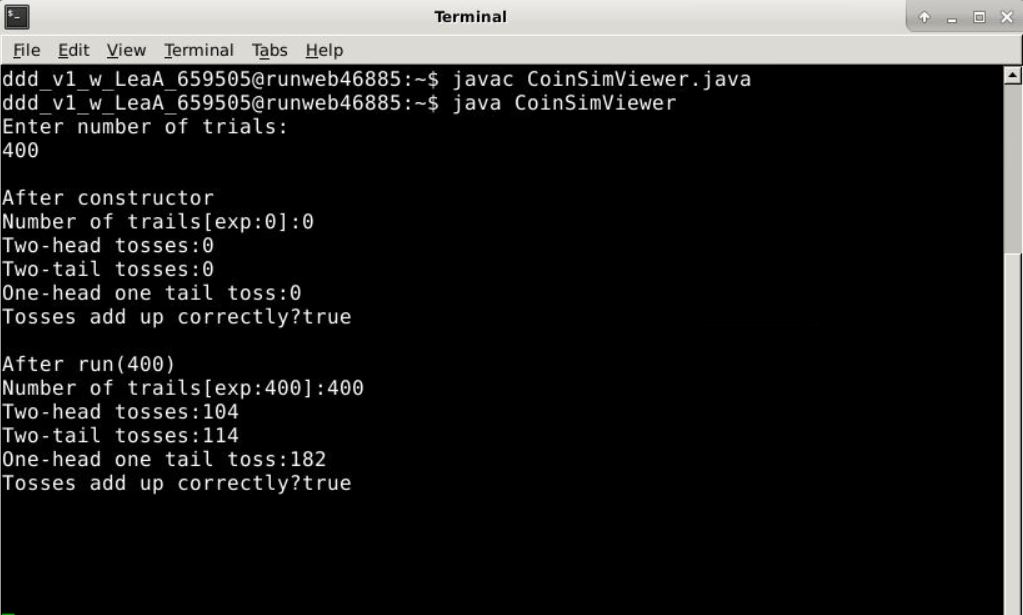 Terminal
File Edit View Terminal Tabs Help
ddd_v1_w_LeaA_659505@runweb46885:~$ javac CoinSimViewer.java
ddd_v1_w_LeaA_659505@runweb46885:~$ java CoinSimViewer
Enter number of trials:
400
After constructor
Number of trails[exp:0]:0
Two-head tosses:0
Two-tail tosses:0
One-head one tail toss:0
Tosses add up correctly?true
After run(400)
Number of trails[exp:400]:400
Two-head tosses:104
Two-tail tosses:114
One-head one tail toss:182
Tosses add up correctly?true